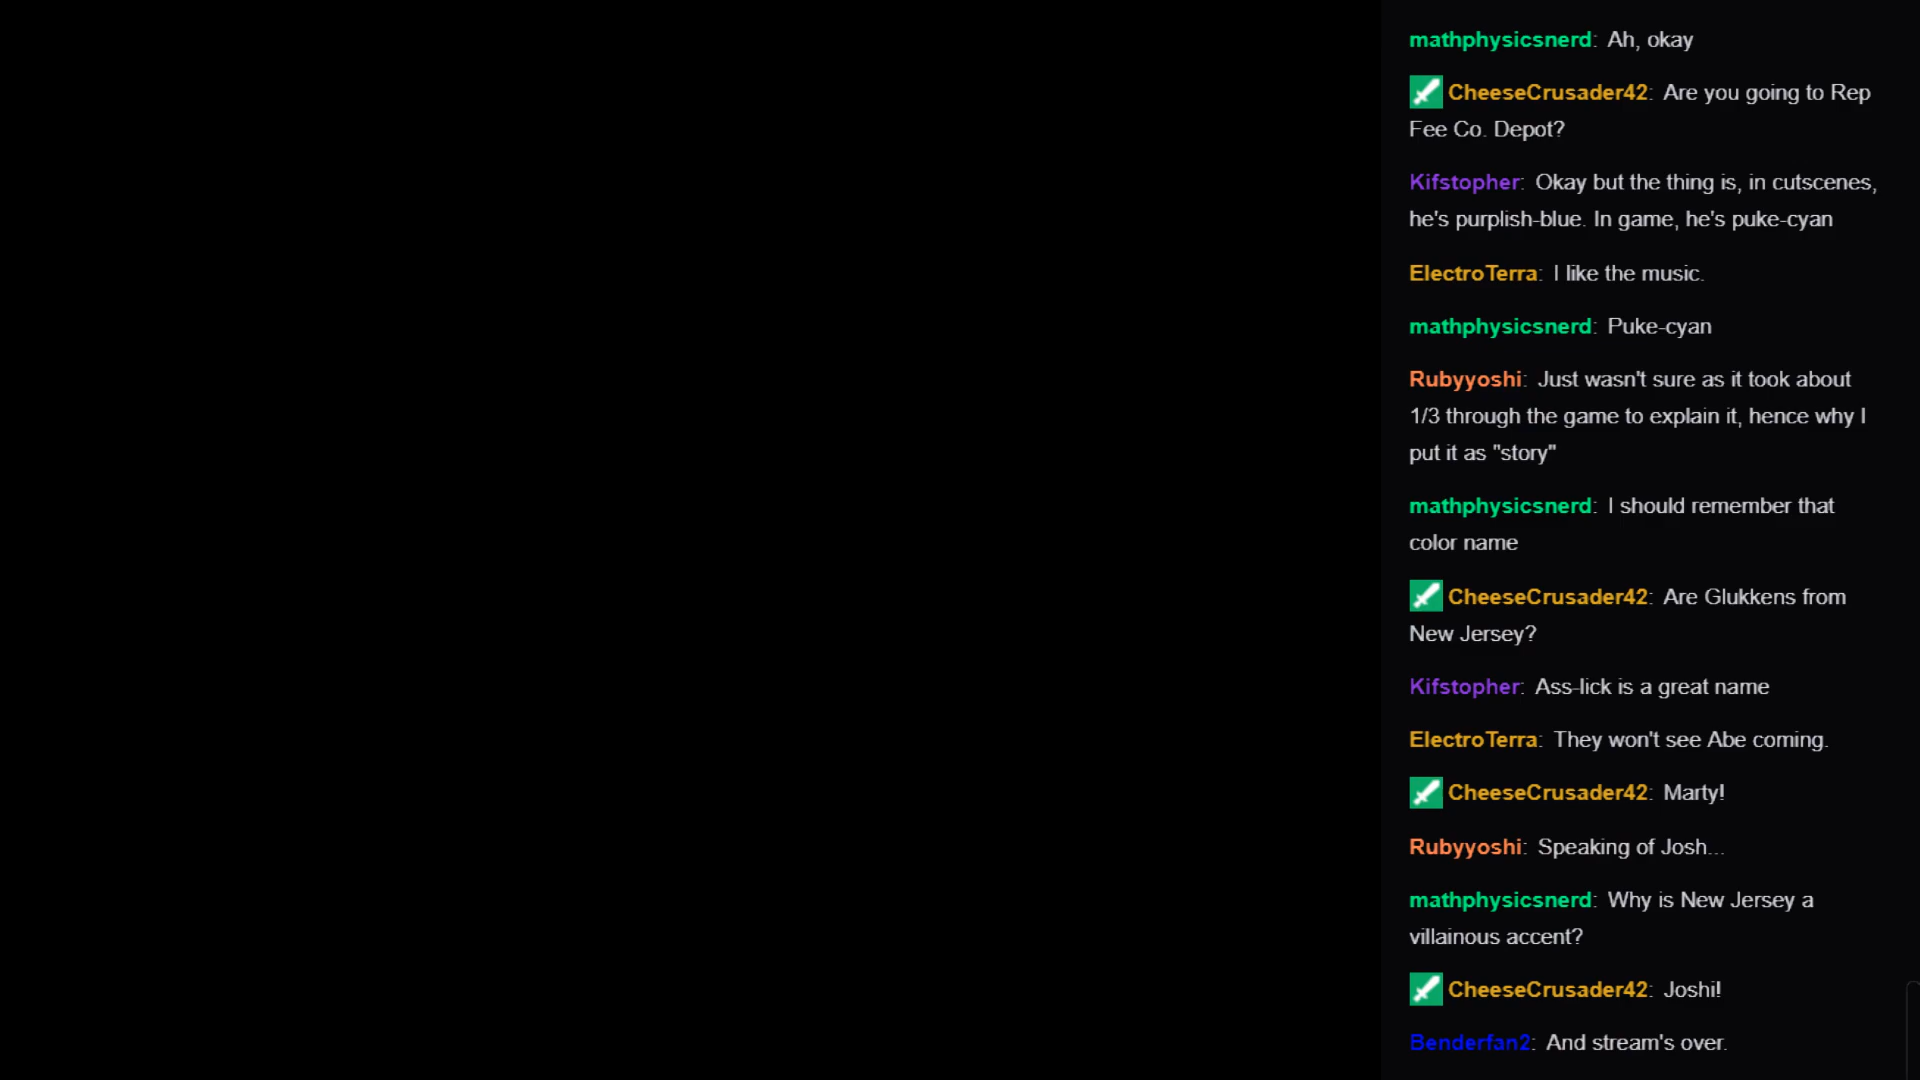 mathphysicsnerd: Ah, okay
CheeseCrusader42: Are you going to Rep
Fee Co. Depot?
Kifstopher: Okay but the thing is, in cutscenes,
he's purplish-blue. In game, he's puke-cyan
ElectroTerra: I like the music.
mathphysicsnerd: Puke-cyan
Rubyyoshi: Just wasn't sure as it took about
1/3 through the game to explain it, hence why I
put it as "story"
mathphysicsnerd: I should remember that
color name
CheeseCrusader42: Are Glukkens from
New Jersey?
Kifstopher: Ass-lick is a great name
ElectroTerra: They won't see Abe coming.
CheeseCrusader42: Marty!
Rubyyoshi: Speaking of Josh...
mathphysicsnerd: Why is New Jersey a
villainous accent?
CheeseCrusader42: Joshi!
Benderfan2: And stream's over.